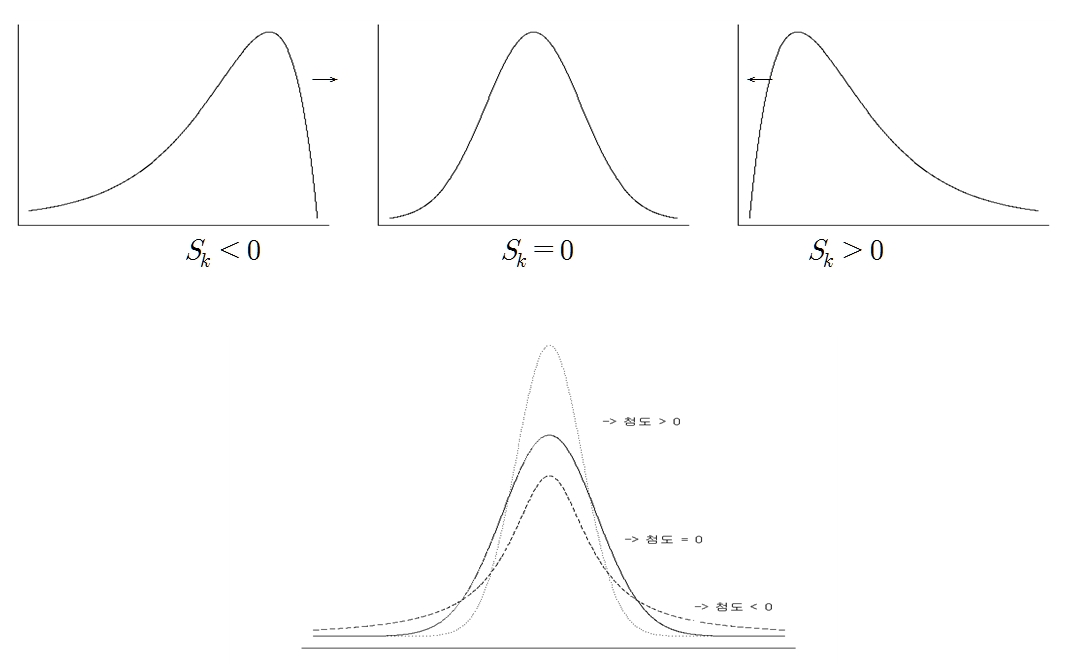 S_k < 0
S_k = 0
S_k > 0
-> 첨도 > 0
-> 첨도 = 0
-> 첨도 < 0